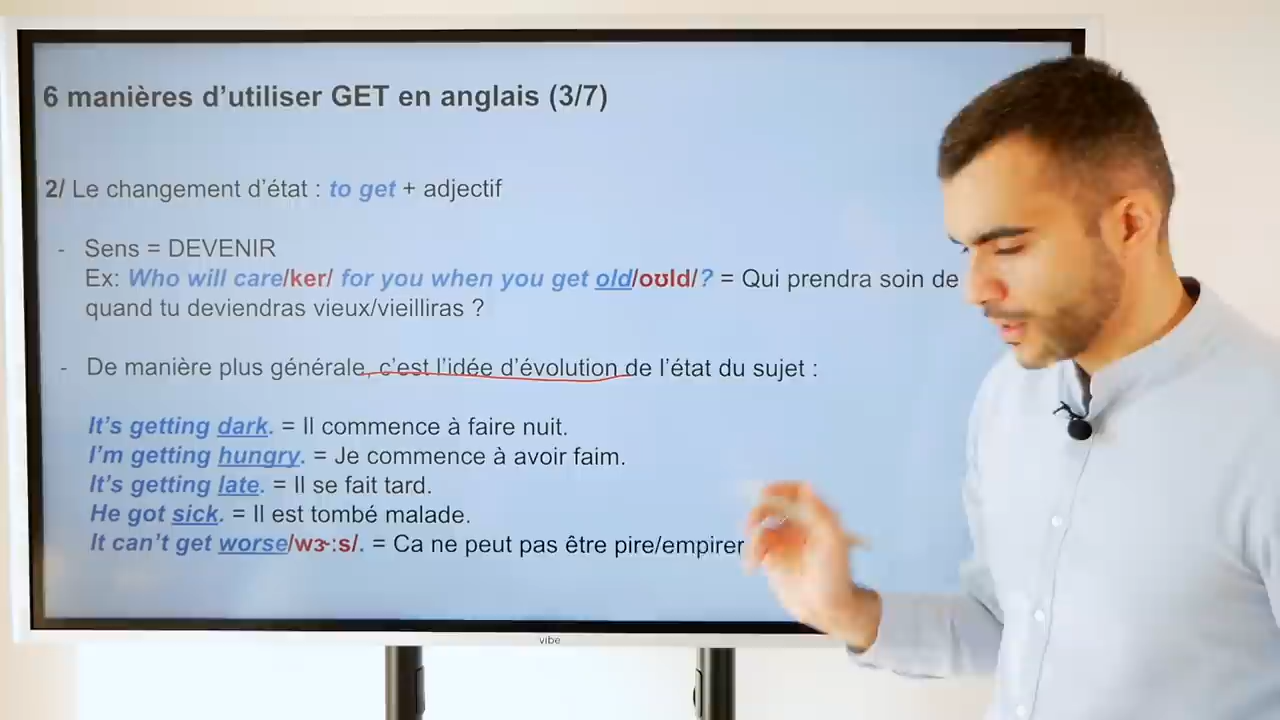 6 manières d’utiliser GET en anglais (3/7)
2/ Le changement d’état : to get + adjectif
- Sens = DEVENIR
Ex: Who will care/ker/ for you when you get old/oʊld/? = Qui prendra soin de
quand tu deviendras vieux/vieilliras ?
- De manière plus générale, c’est l’idée d’évolution de l’état du sujet :
It’s getting dark. = Il commence à faire nuit.
I’m getting hungry. = Je commence à avoir faim.
It’s getting late. = Il se fait tard.
He got sick. = Il est tombé malade.
It can’t get worse/wɝːs/. = Ca ne peut pas être pire/empirer
vibe